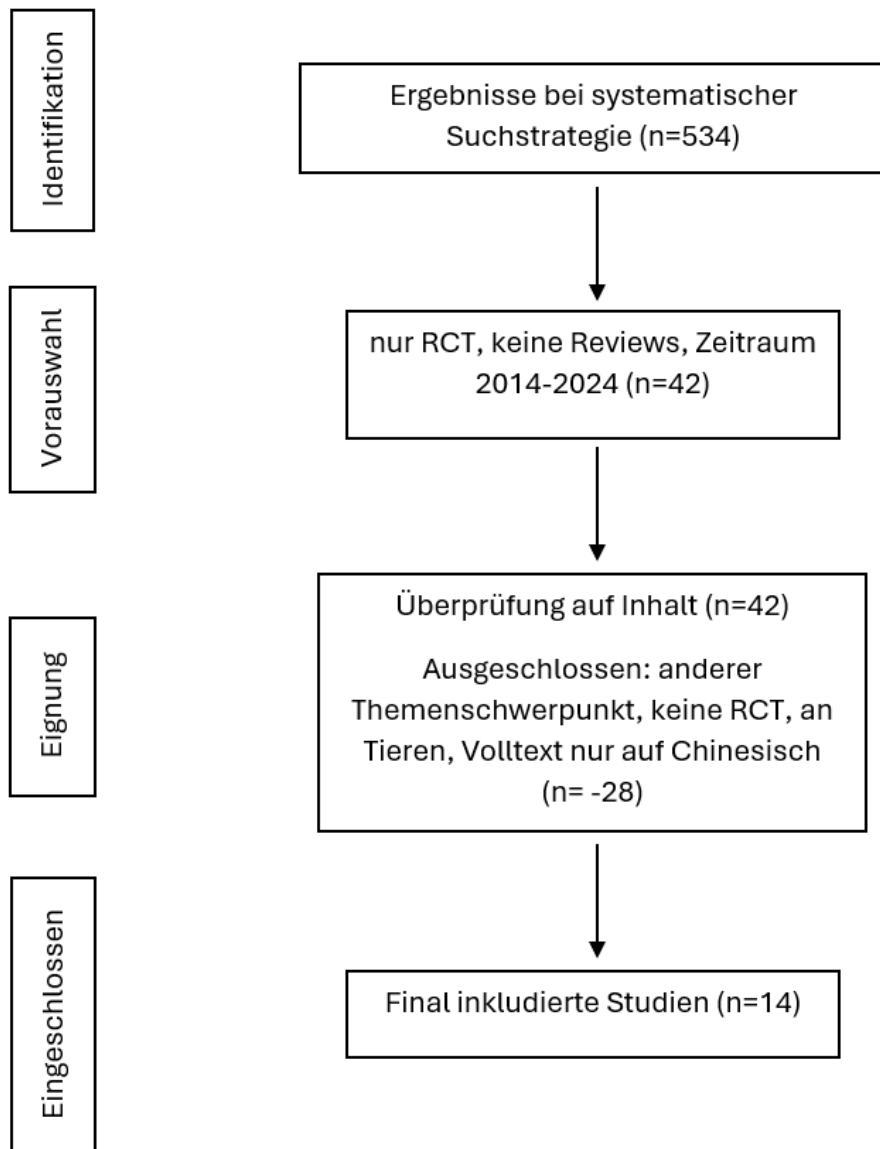 Identifikation
Ergebnisse bei systematischer
Suchstrategie (n=534)
Vorauswahl
nur RCT, keine Reviews, Zeitraum
2014-2024 (n=42)
Eignung
Überprüfung auf Inhalt (n=42)
Ausgeschlossen: anderer
Themenschwerpunkt, keine RCT, an
Tieren, Volltext nur auf Chinesisch
(n= -28)
Eingeschlossen
Final inkludierte Studien (n=14)